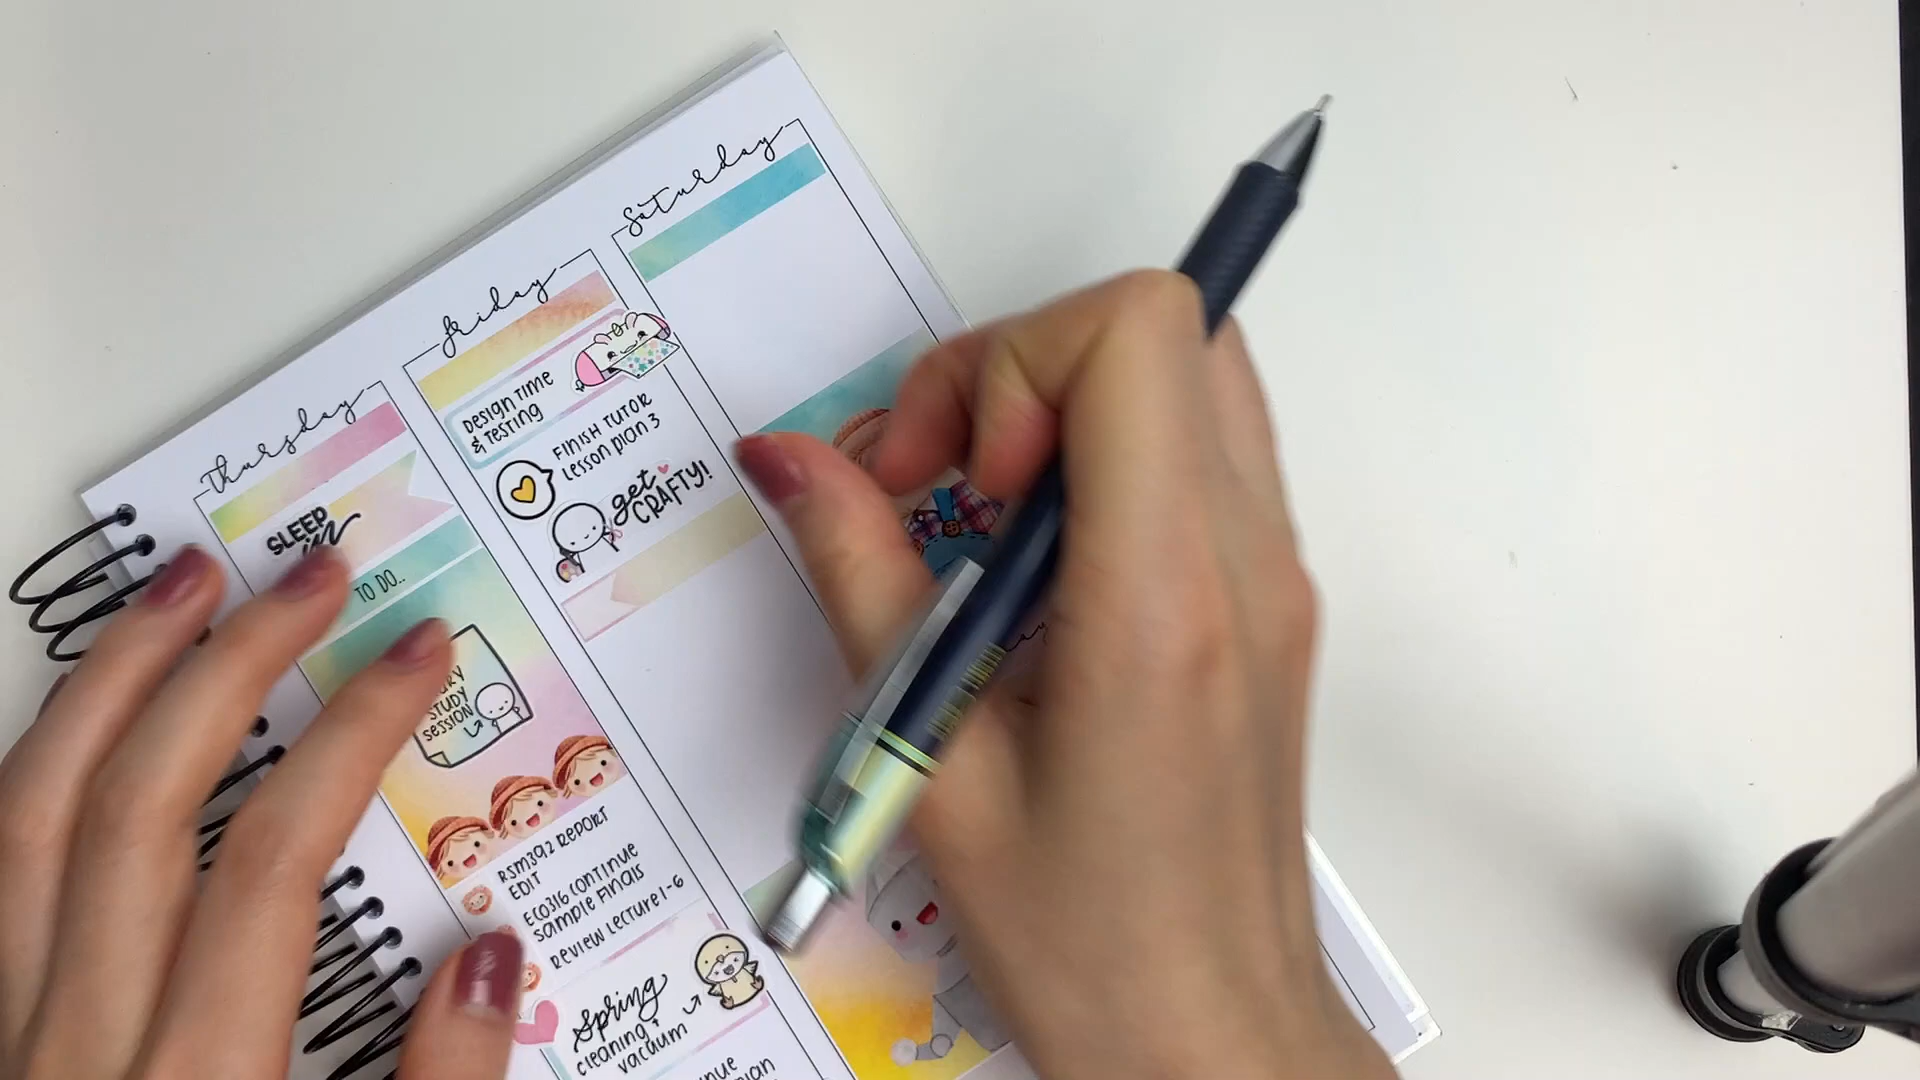 Thursday
SLEEP
in
TO DO..
STUDY
SESSION
RSM392 REPORT
EDIT
ECO316 CONTINUE
sample Finals
REVIEW Lecture 1-6
Spring
cleaning +
vacuum
Friday
DESIGN TIME
& TESTING
FINISH TUTOR
Lesson plan 3
get
CRAFTY!
Saturday